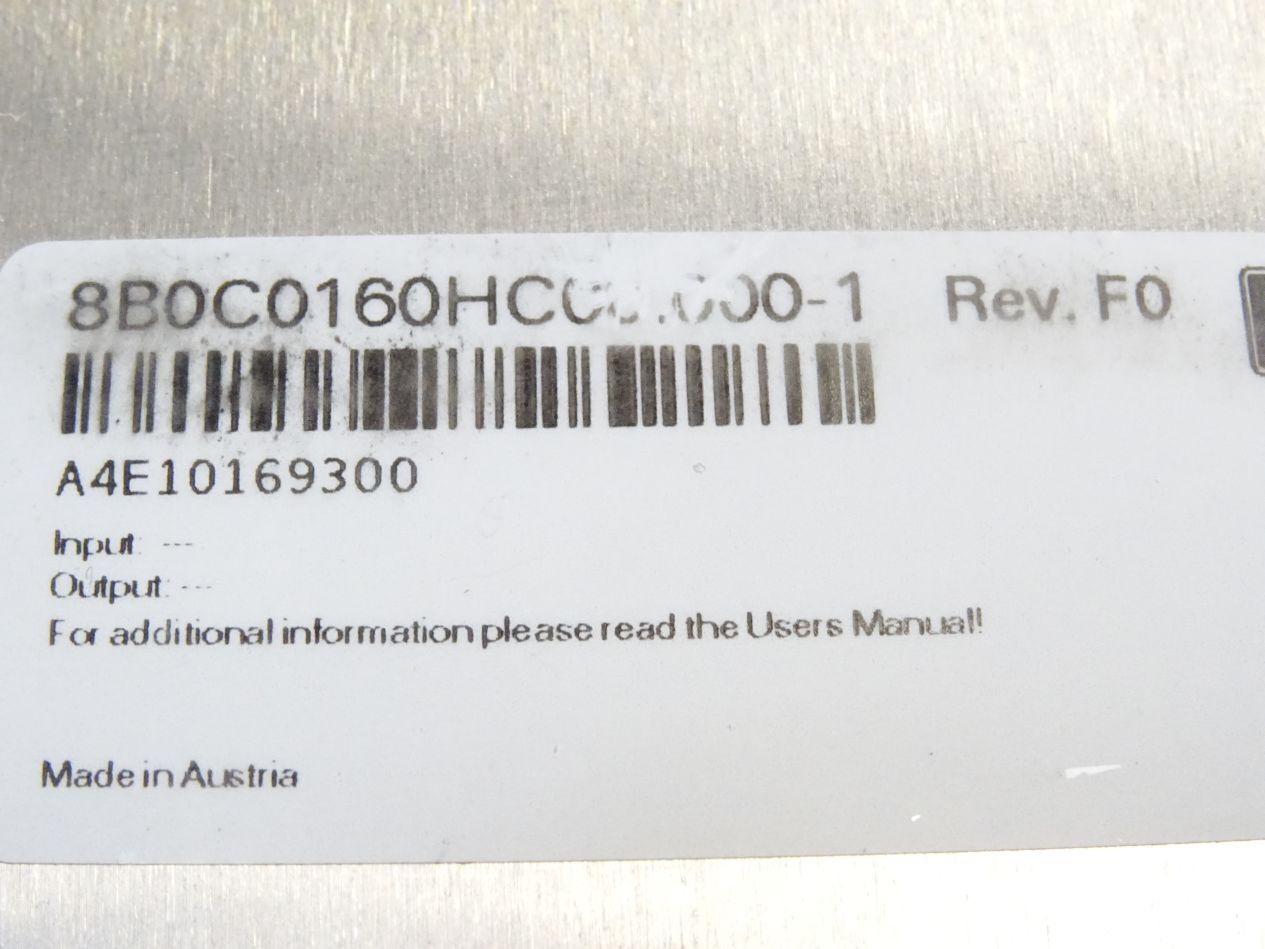 Rev. F0
A4E10169300
Input: ---
Output: ---
For additional information please read the Users Manual!
Made in Austria